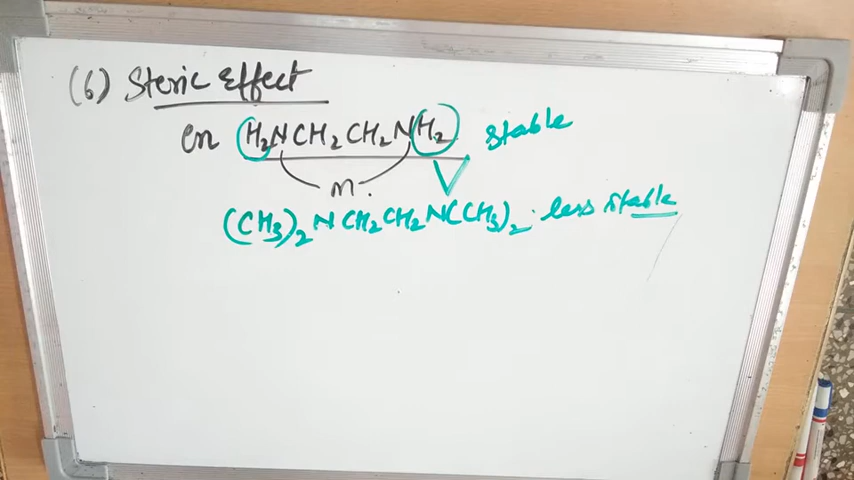 (6) Steric Effect
en H₂NCH₂CH₂NH₂ stable
M.
(CH₃)₂NCH₂CH₂N(CH₃)₂. less stable